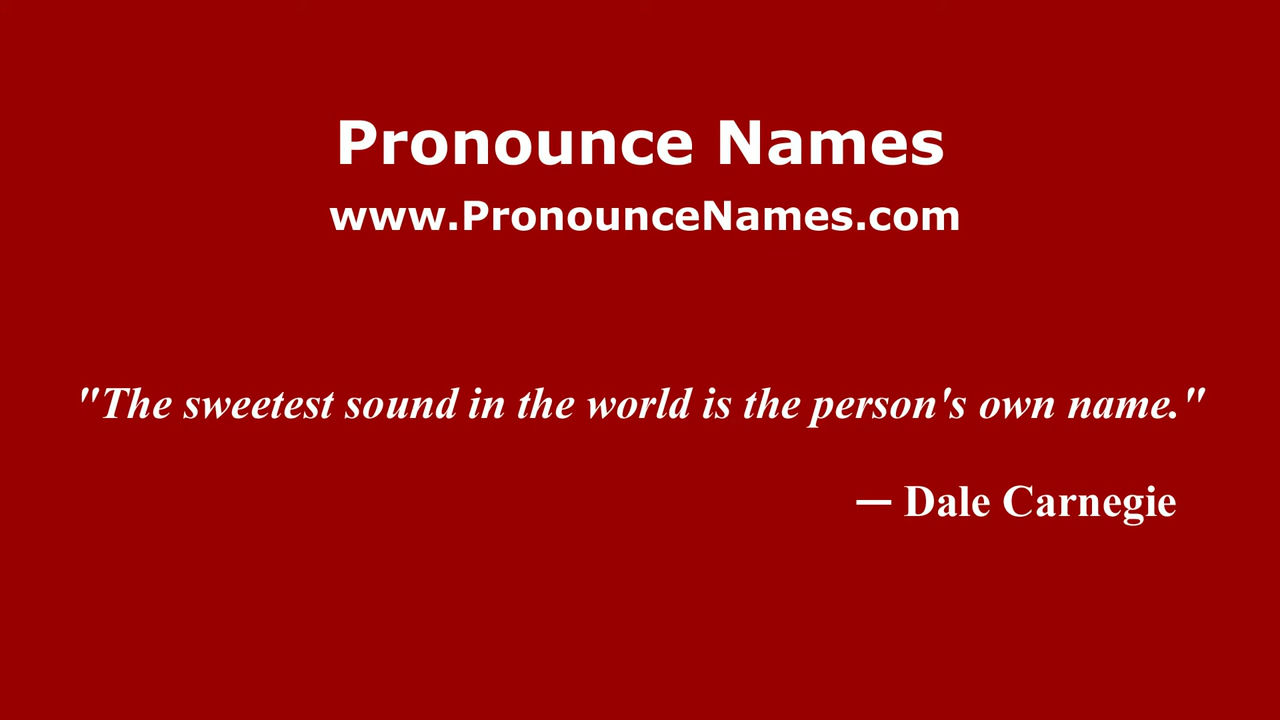 Pronounce Names
www.PronounceNames.com
"The sweetest sound in the world is the person's own name."
— Dale Carnegie